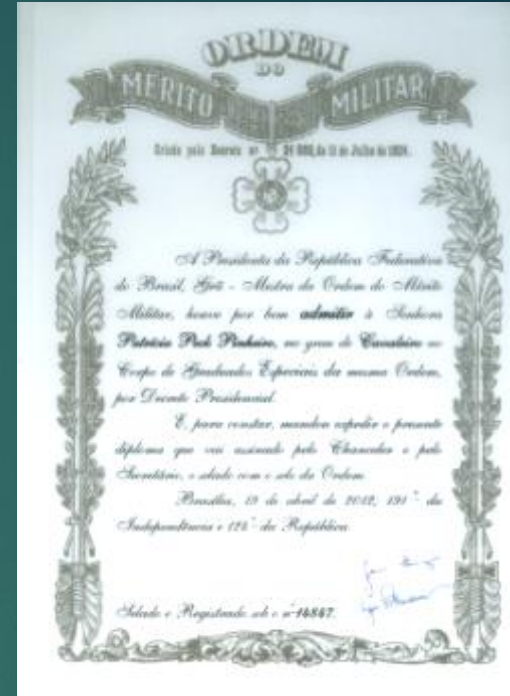 ORDEM
DO
MÉRITO MILITAR
Criada pelo Decreto nº 24 660, de 11 de Julho de 1934.
A Presidenta da República Federativa
do Brasil, Grã - Mestra da Ordem do Mérito
Militar, houve por bem admitir a Senhora
Patricia Peck Pinheiro, no grau de Cavaleiro no
Corpo de Graduados Especiais da mesma Ordem,
por Decreto Presidencial.
E, para constar, mandou expedir o presente
diploma que vai assinado pelo Chanceler e pelo
Secretário, e selado com o selo da Ordem.
Brasília, 19 de abril de 2012, 191º da
Independência e 124º da República.
Selado e Registrado sob o nº 14847.